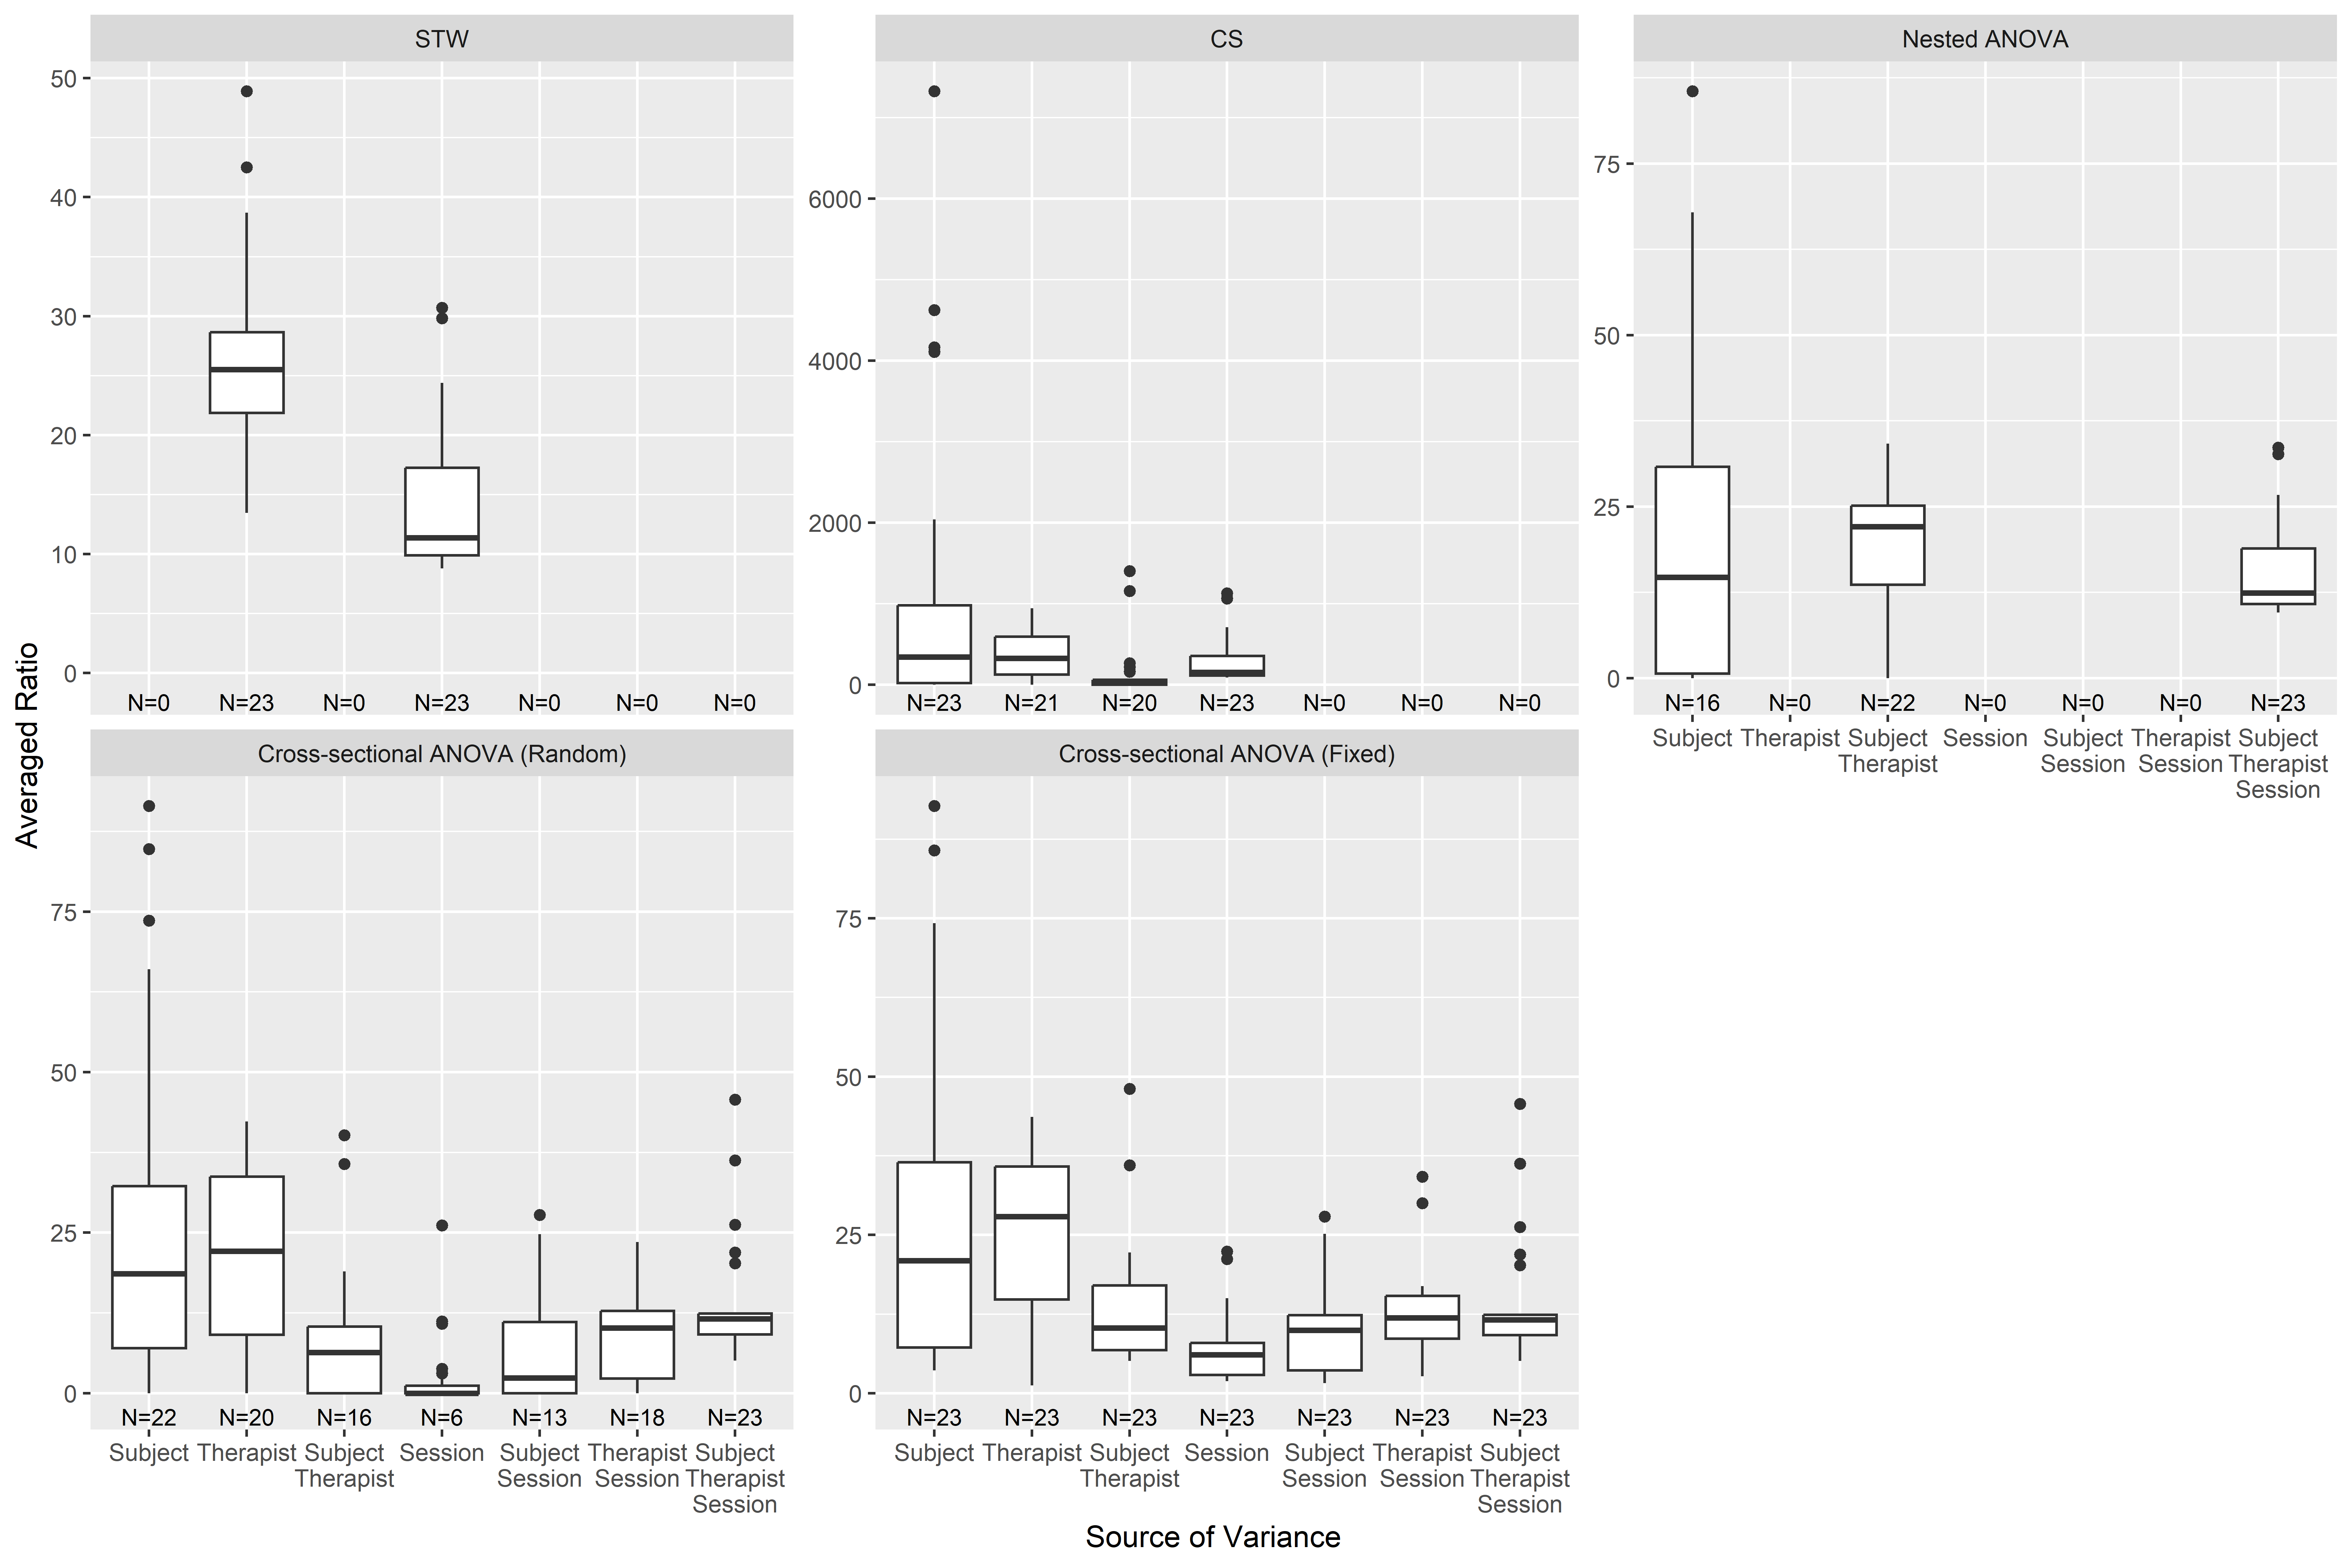 STW
CS
Nested ANOVA
50
40
30
20
10
0
N=0 N=23 N=0 N=23 N=0 N=0 N=0
6000
4000
2000
0
N=23 N=21 N=20 N=23 N=0 N=0 N=0
75
50
25
0
N=16 N=0 N=22 N=0 N=0 N=0 N=23
Subject Therapist Subject Session Subject Therapist Subject
Therapist Session Session Therapist
Session
Averaged Ratio
Cross-sectional ANOVA (Random)
Cross-sectional ANOVA (Fixed)
75
50
25
0
N=22 N=20 N=16 N=6 N=13 N=18 N=23
Subject Therapist Subject Session Subject Therapist Subject
Therapist Session Session Therapist
Session
75
50
25
0
N=23 N=23 N=23 N=23 N=23 N=23 N=23
Subject Therapist Subject Session Subject Therapist Subject
Therapist Session Session Therapist
Session
Source of Variance